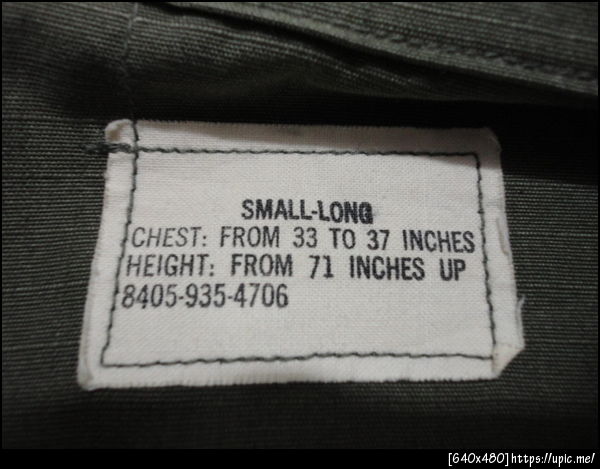 SMALL-LONG
CHEST: FROM 33 TO 37 INCHES
HEIGHT: FROM 71 INCHES UP
8405-935-4706
[640x480]https://upic.me/